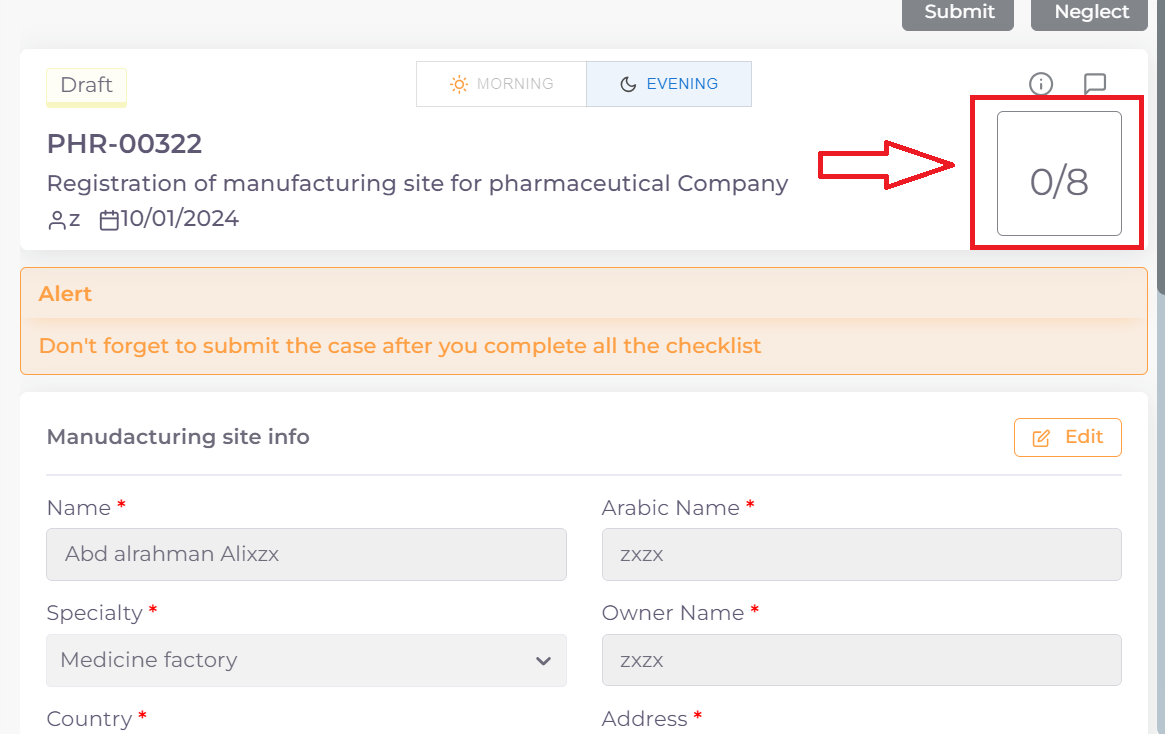 Submit Neglect
Draft MORNING EVENING
PHR-00322
Registration of manufacturing site for pharmaceutical Company
z 10/01/2024
0/8
Alert
Don't forget to submit the case after you complete all the checklist
Manudacturing site info Edit
Name * Arabic Name *
Abd alrahman Alixzx zxzx
Specialty * Owner Name *
Medicine factory zxzx
Country * Address *